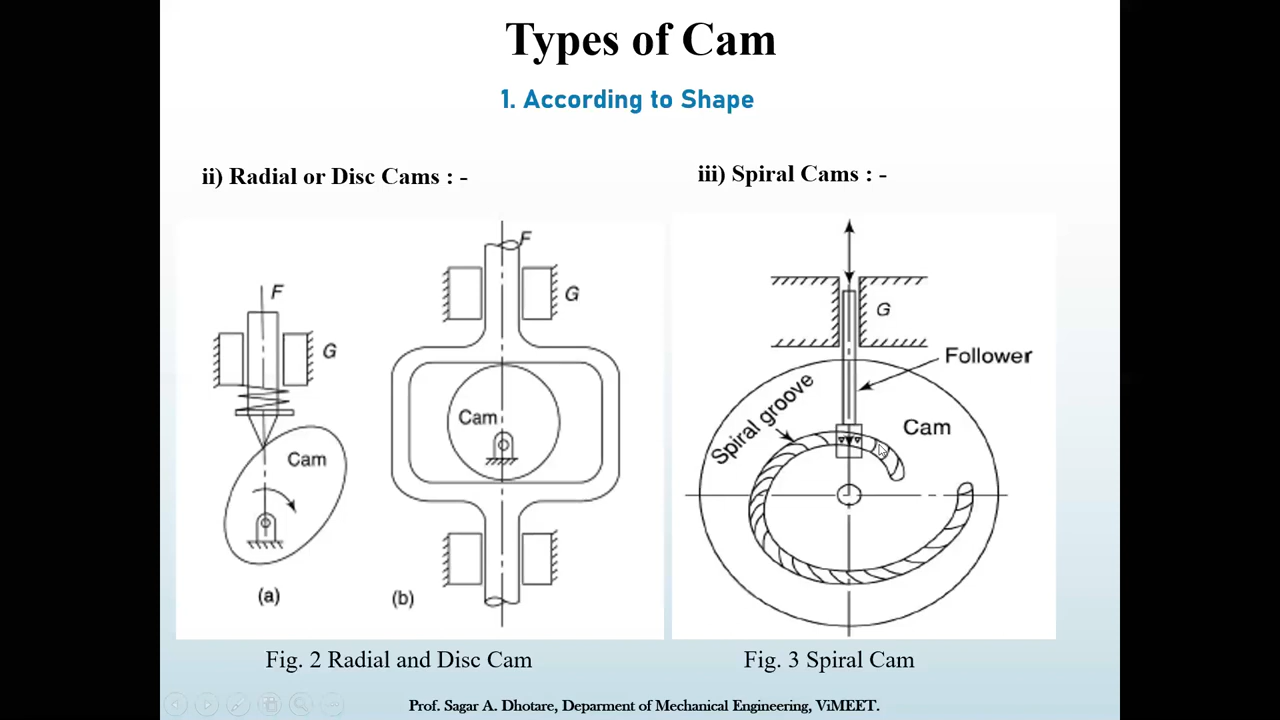 Types of Cam
1. According to Shape
ii) Radial or Disc Cams : -
F
G
Cam
(a)
F
G
Cam
(b)
Fig. 2 Radial and Disc Cam
iii) Spiral Cams : -
G
Follower
Spiral groove
Cam
Fig. 3 Spiral Cam
Prof. Sagar A. Dhotare, Deparment of Mechanical Engineering, ViMEET.